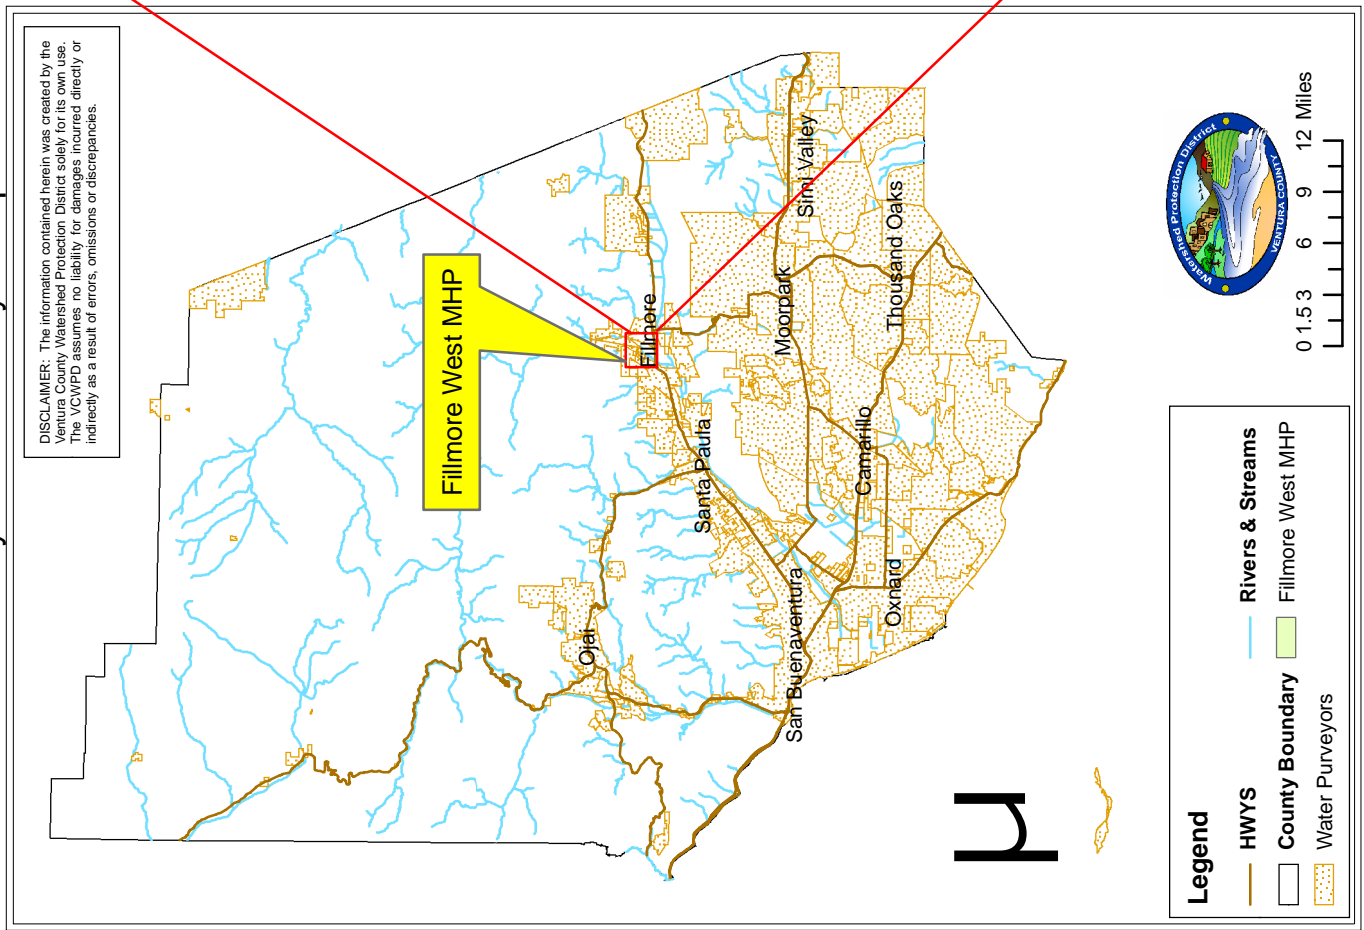 DISCLAIMER: The information contained herein was created by the
Ventura County Watershed Protection District solely for its own use.
The VCWPD assumes no liability for damages incurred directly or
indirectly as a result of errors, omissions or discrepancies.
Fillmore West MHP
Fillmore
Simi Valley
Moorpark
Thousand Oaks
Santa Paula
Camarillo
Ojai
San Buenaventura
Oxnard
Watershed Protection District
VENTURA COUNTY
0 1.5 3 6 9 12 Miles
µ
Legend
HWYS
Rivers & Streams
County Boundary
Fillmore West MHP
Water Purveyors